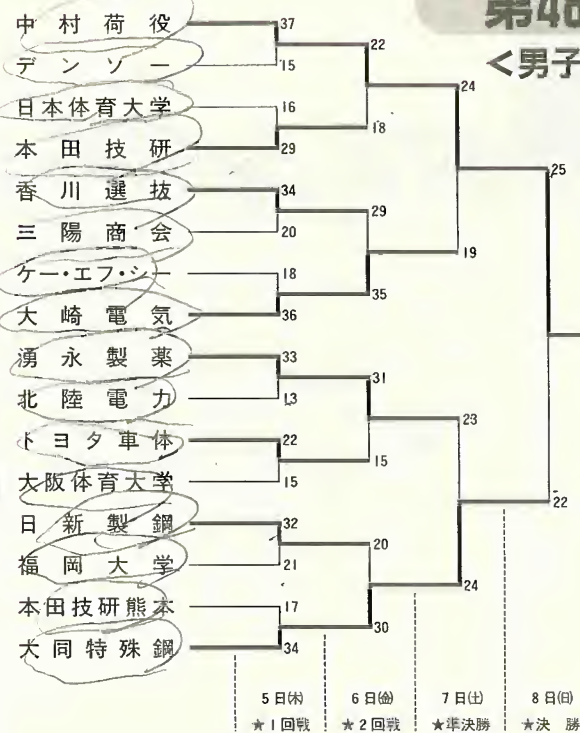 第46
<男子
中村荷役 37
デンソー 15
日本体育大学 16
本田技研 29
香川選抜 34
三陽商会 20
ケー・エフ・シー 18
大崎電気 36
湧永製薬 33
北陸電力 13
トヨタ車体 22
大阪体育大学 15
日新製鋼 32
福岡大学 21
本田技研熊本 17
大同特殊鋼 34
22
18
29
35
31
15
20
30
24
19
23
24
25
22
5日(木) 6日(金) 7日(土) 8日(日)
★1回戦 ★2回戦 ★準決勝 ★決勝